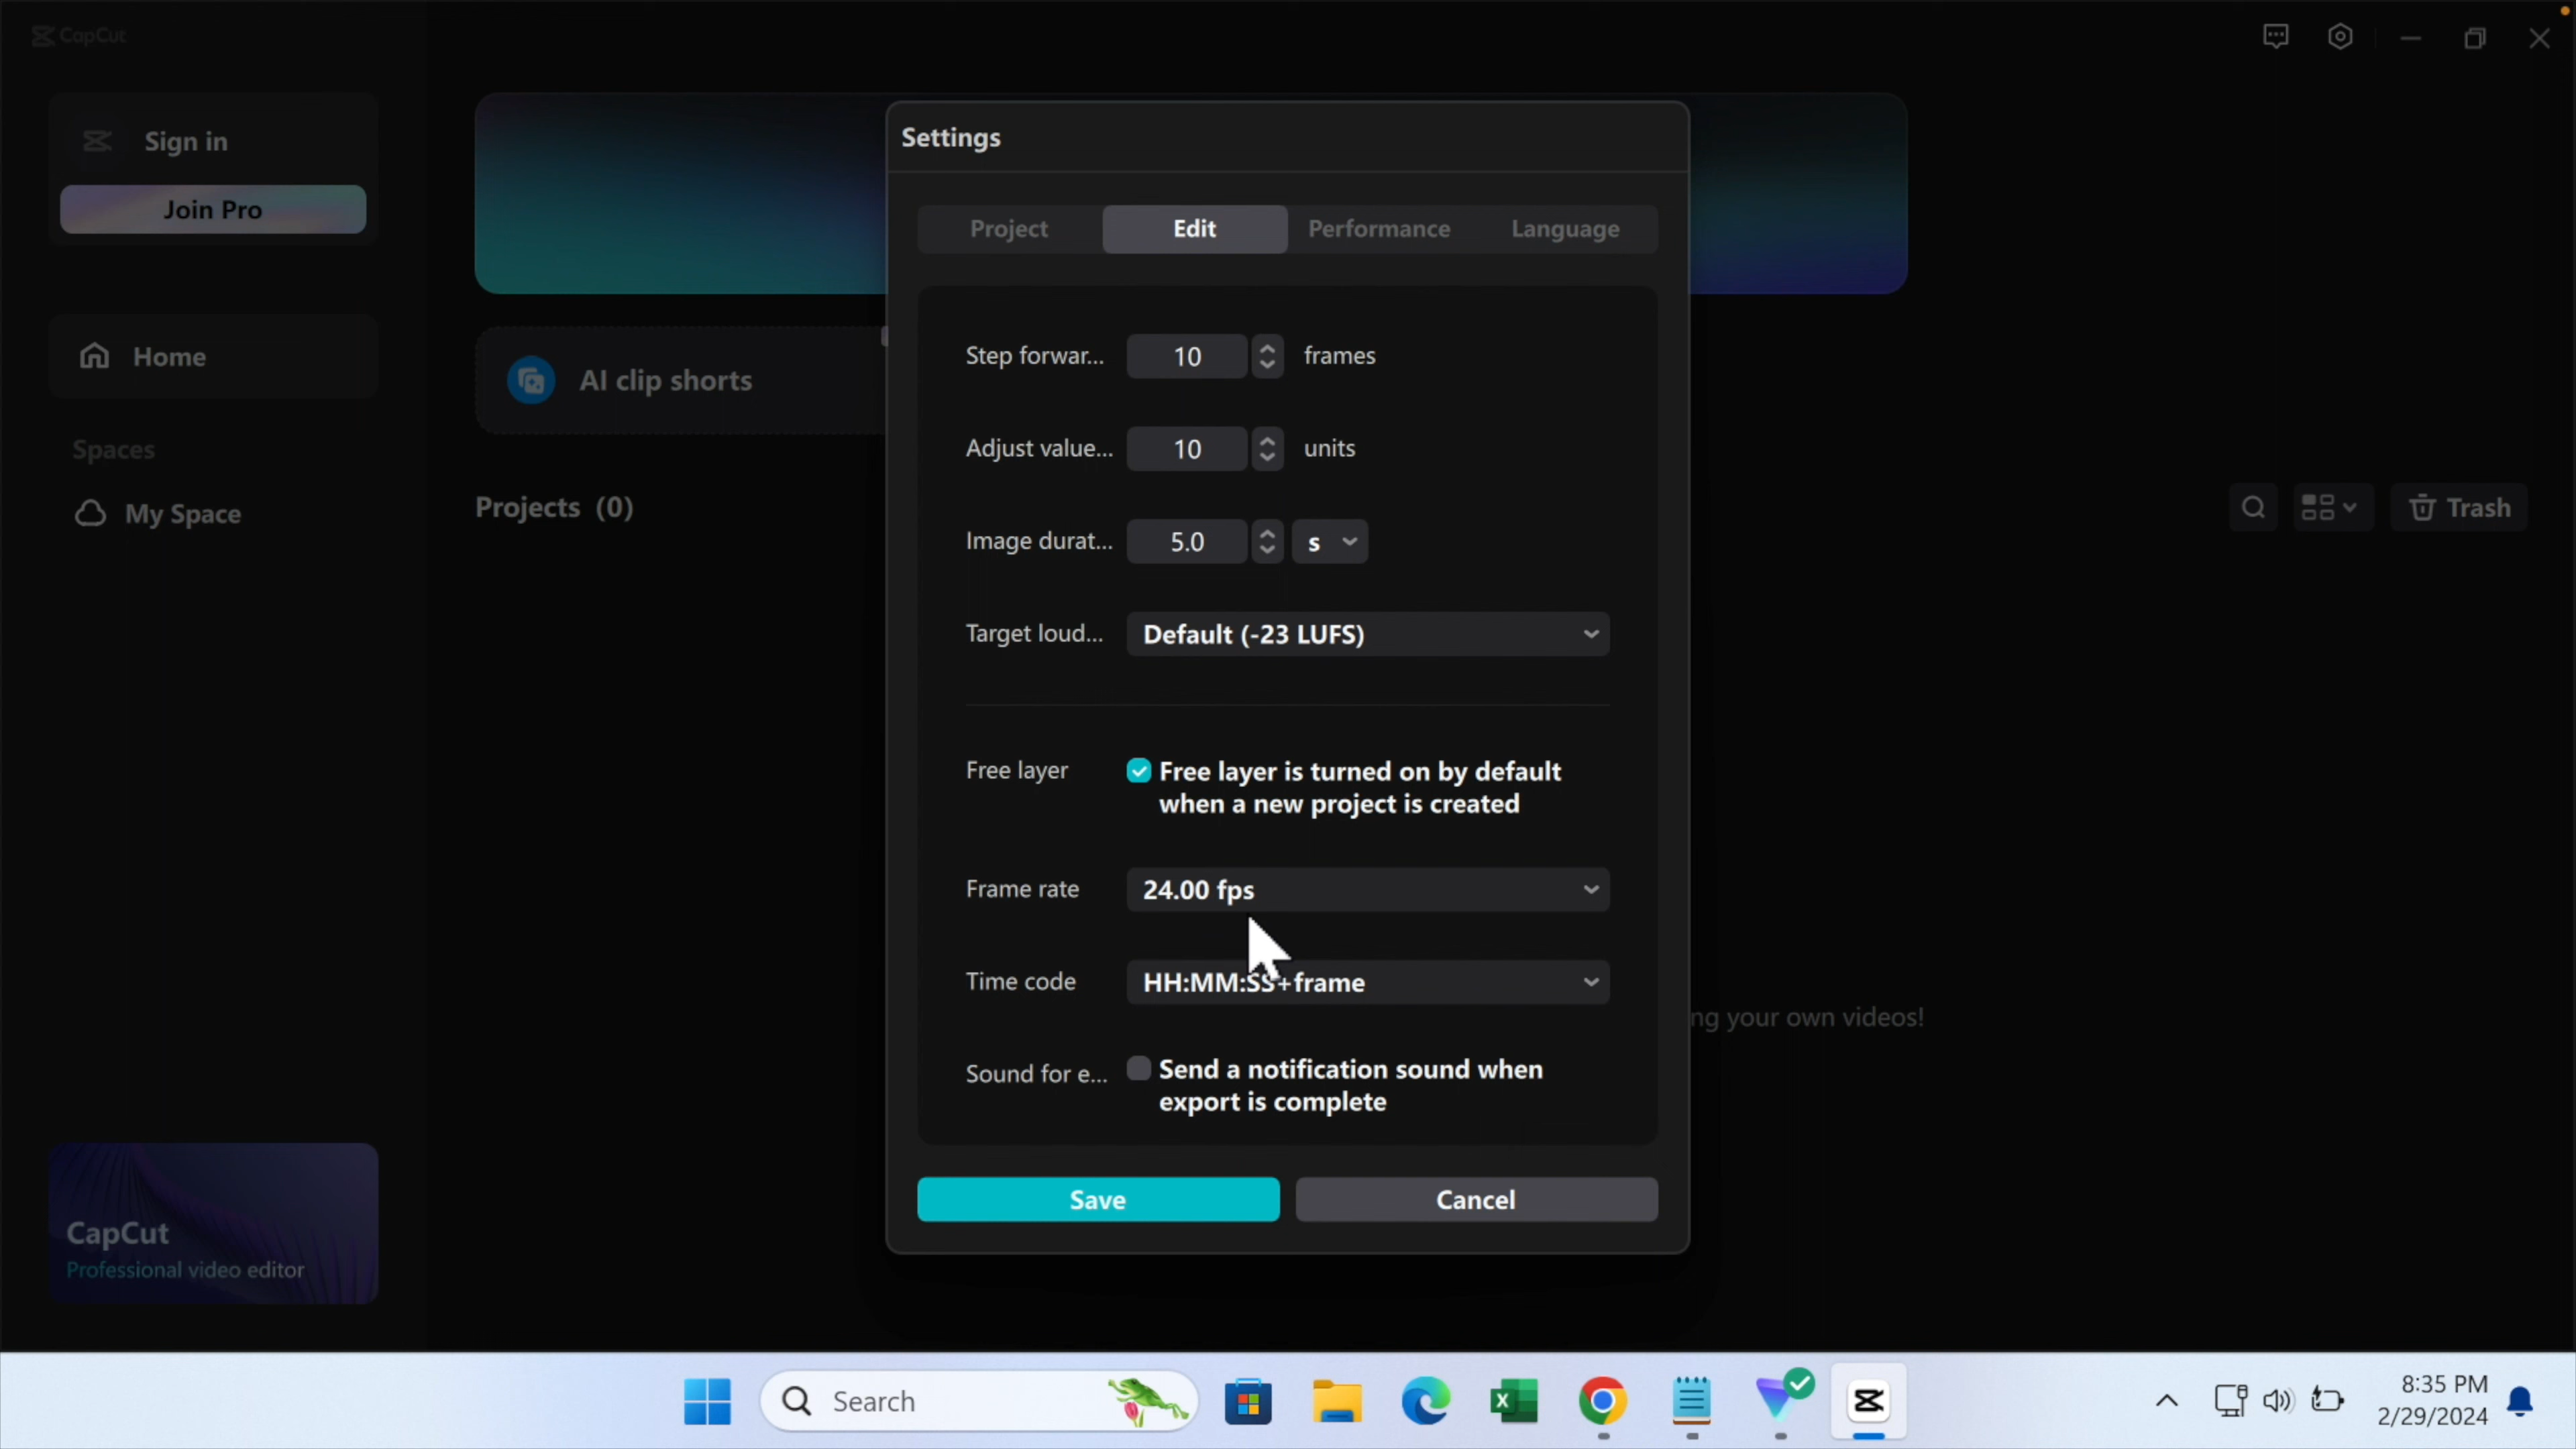 CapCut
Sign in
Join Pro
Home
Spaces
My Space
AI clip shorts
Projects (0)
Trash
ng your own videos!
Settings
Project Edit Performance Language
Step forwar... 10 frames
Adjust value... 10 units
Image durat... 5.0 s
Target loud... Default (-23 LUFS)
Free layer Free layer is turned on by default
when a new project is created
Frame rate 24.00 fps
Time code HH:MM:SS+frame
Sound for e... Send a notification sound when
export is complete
Save Cancel
CapCut
Professional video editor
Search
8:35 PM
2/29/2024